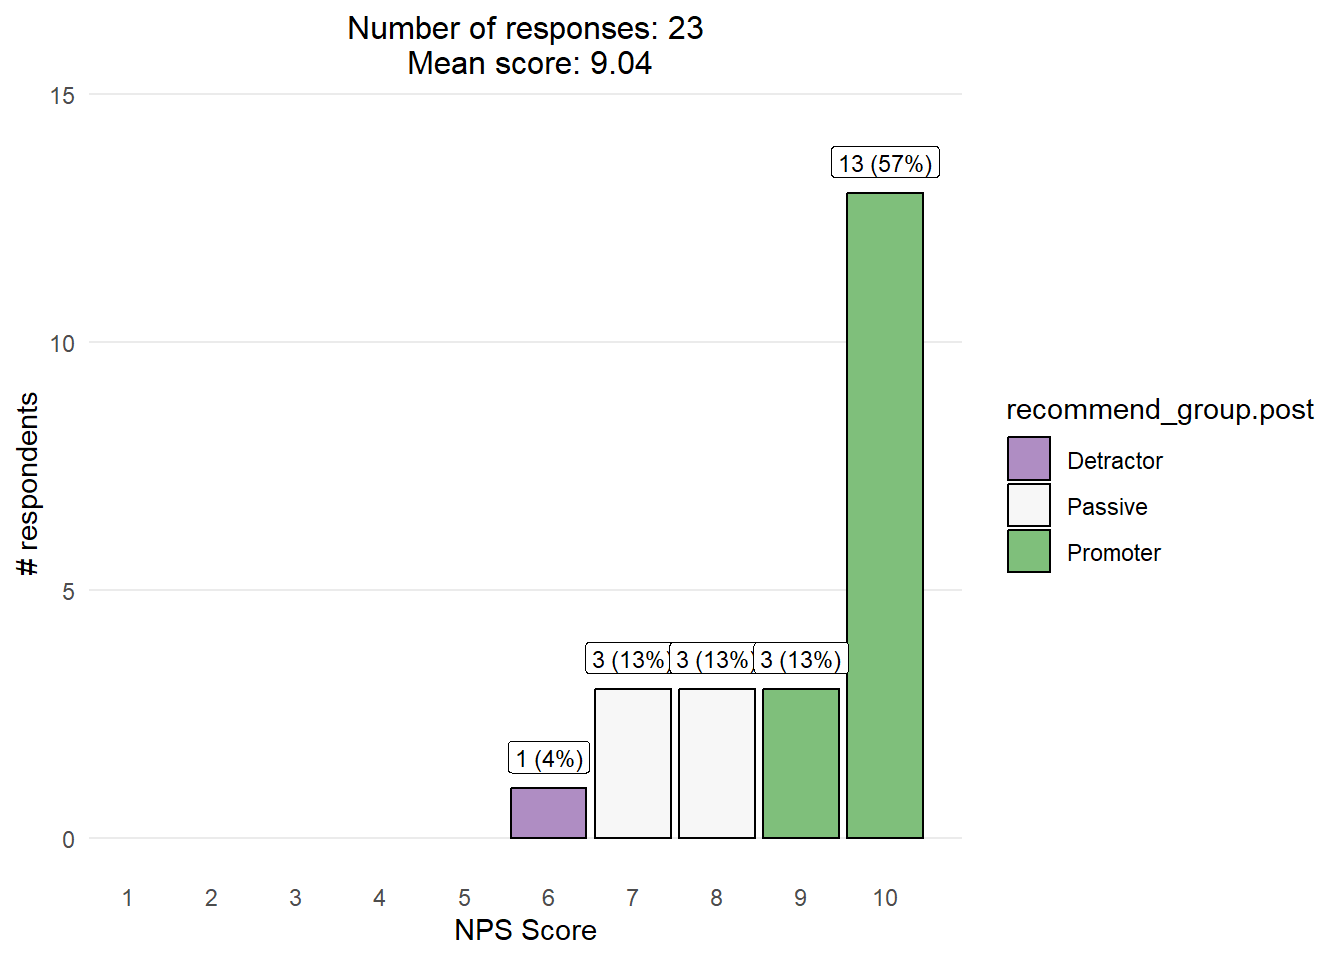 Number of responses: 23
Mean score: 9.04
15
10
5
0
# respondents
13 (57%)
3 (13%)
3 (13%)
3 (13%)
1 (4%)
1 2 3 4 5 6 7 8 9 10
NPS Score
recommend_group.post
Detractor
Passive
Promoter